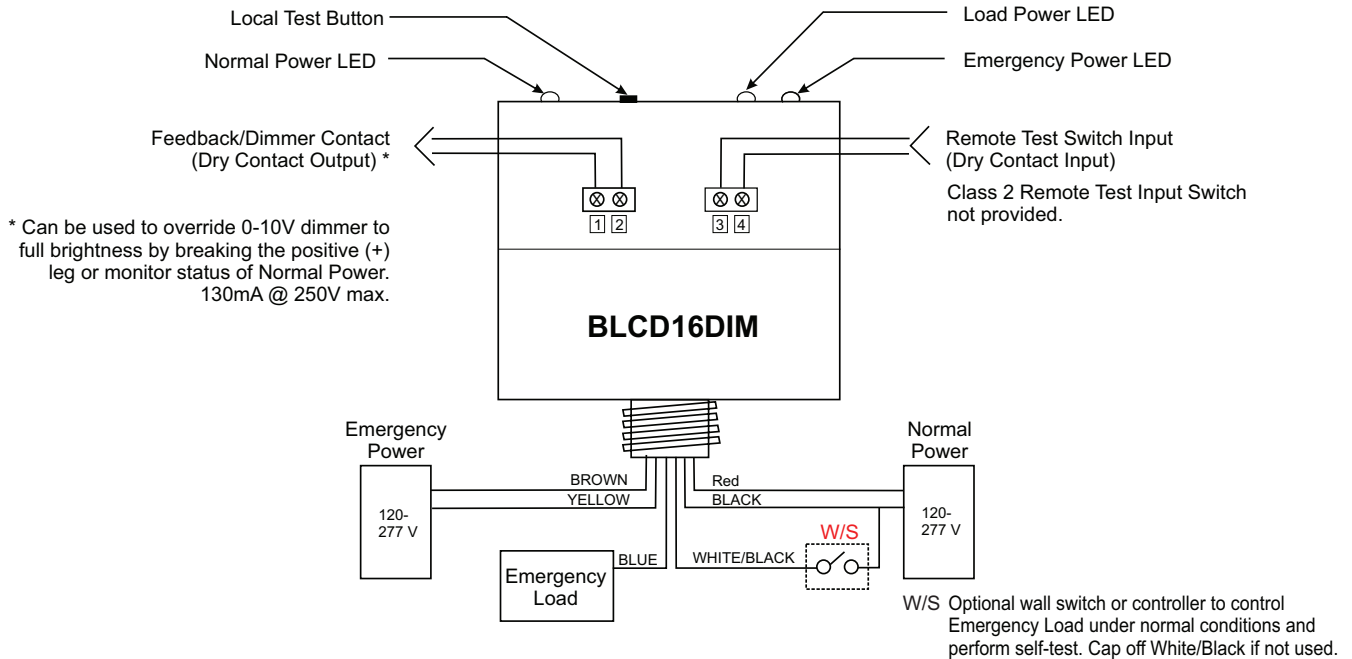 Local Test Button
Normal Power LED
Load Power LED
Emergency Power LED
Feedback/Dimmer Contact
(Dry Contact Output) *
Remote Test Switch Input
(Dry Contact Input)
Class 2 Remote Test Input Switch
not provided.
* Can be used to override 0-10V dimmer to
full brightness by breaking the positive (+)
leg or monitor status of Normal Power.
130mA @ 250V max.
1 2
3 4
BLCD16DIM
Emergency
Power
120-
277 V
BROWN
YELLOW
Red
BLACK
Normal
Power
120-
277 V
Emergency
Load
BLUE
WHITE/BLACK
W/S
W/S Optional wall switch or controller to control
Emergency Load under normal conditions and
perform self-test. Cap off White/Black if not used.